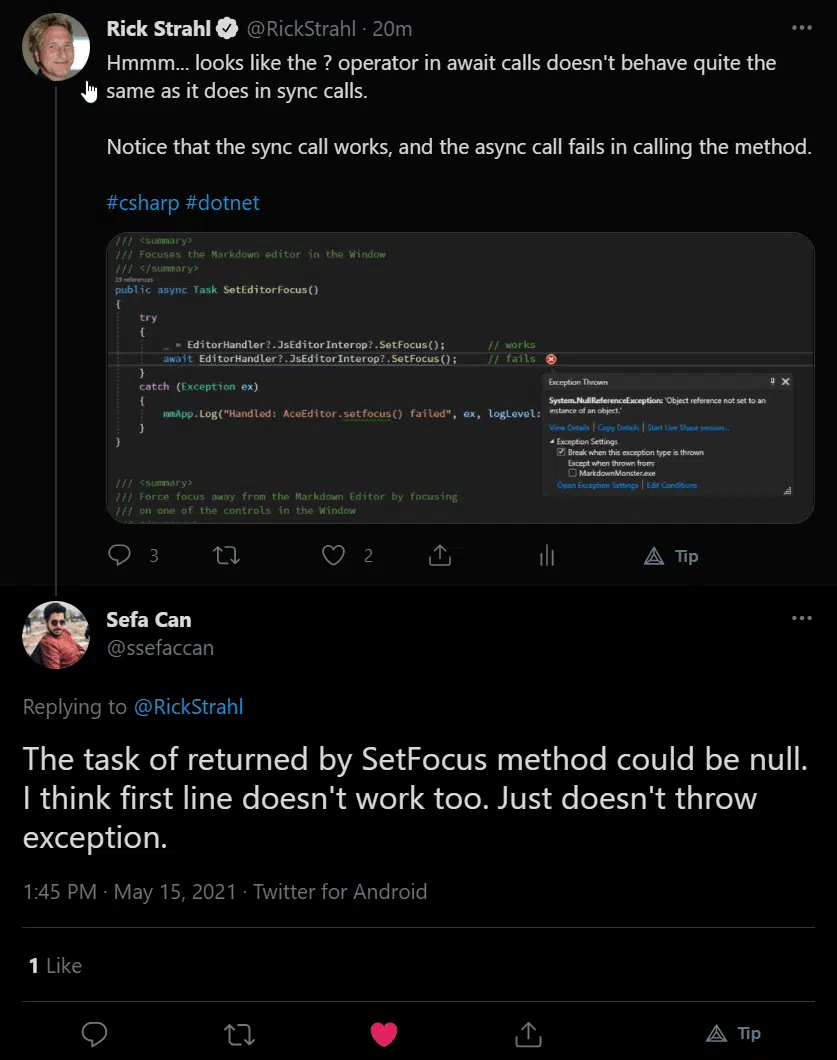 Rick Strahl @RickStrahl · 20m
Hmmm... looks like the ? operator in await calls doesn't behave quite the
same as it does in sync calls.
Notice that the sync call works, and the async call fails in calling the method.
#csharp #dotnet
/// <summary>
/// Focuses the Markdown editor in the Window
/// </summary>
19 references
public async Task SetEditorFocus()
{
try
{
_ = EditorHandler?.JsEditorInterop?.SetFocus(); // works
await EditorHandler?.JsEditorInterop?.SetFocus(); // fails
}
catch (Exception ex)
{
mmApp.Log("Handled: AceEditor.setfocus() failed", ex, logLevel:
}
}
Exception Thrown
System.NullReferenceException: 'Object reference not set to an
instance of an object.'
View Details | Copy Details | Start Live Share session...
Exception Settings
Break when this exception type is thrown
Except when thrown from:
MarkdownMonster.exe
Open Exception Settings | Edit Conditions
/// <summary>
/// Force focus away from the Markdown Editor by focusing
/// on one of the controls in the Window
3 2 Tip
Sefa Can
@ssefaccan
Replying to @RickStrahl
The task of returned by SetFocus method could be null.
I think first line doesn't work too. Just doesn't throw
exception.
1:45 PM · May 15, 2021 · Twitter for Android
1 Like
Tip